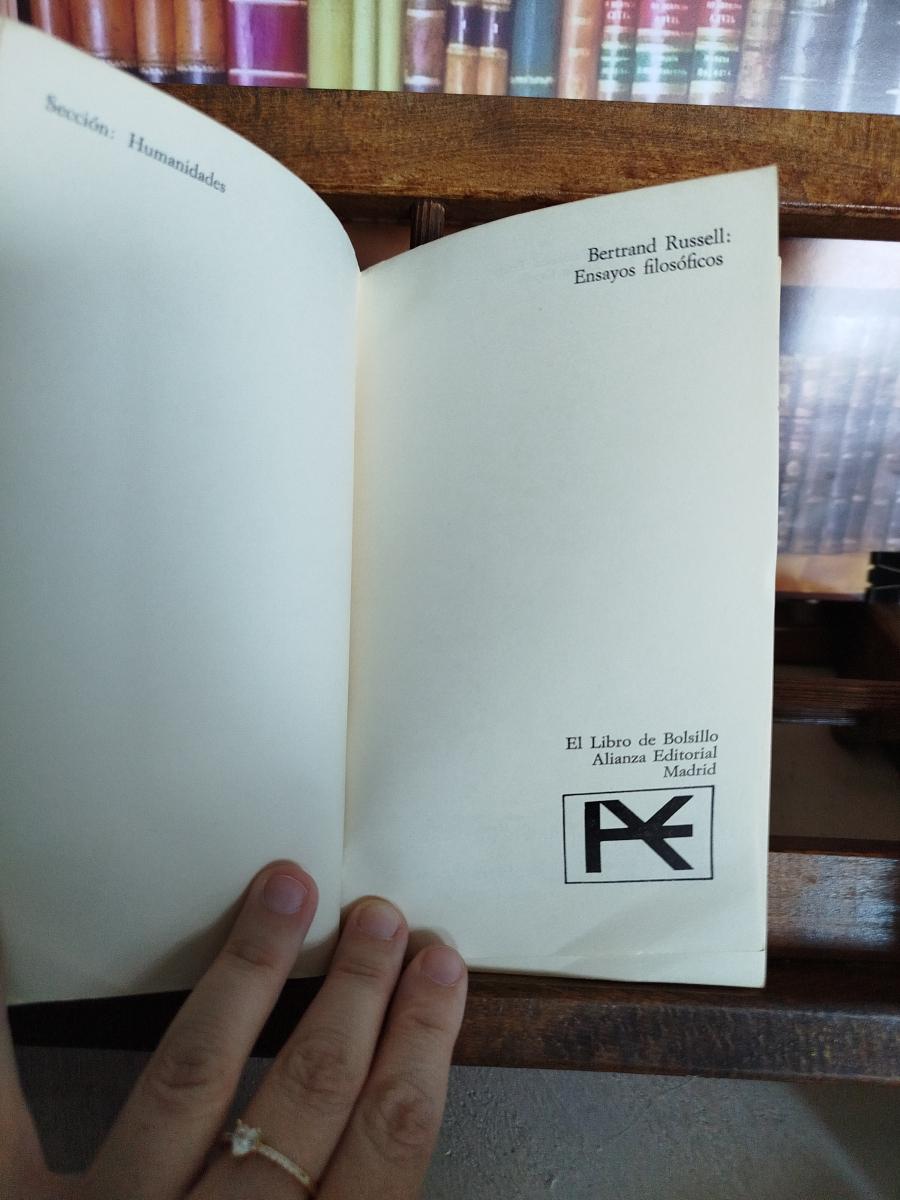 Sección: Humanidades
Bertrand Russell:
Ensayos filosóficos
El Libro de Bolsillo
Alianza Editorial
Madrid